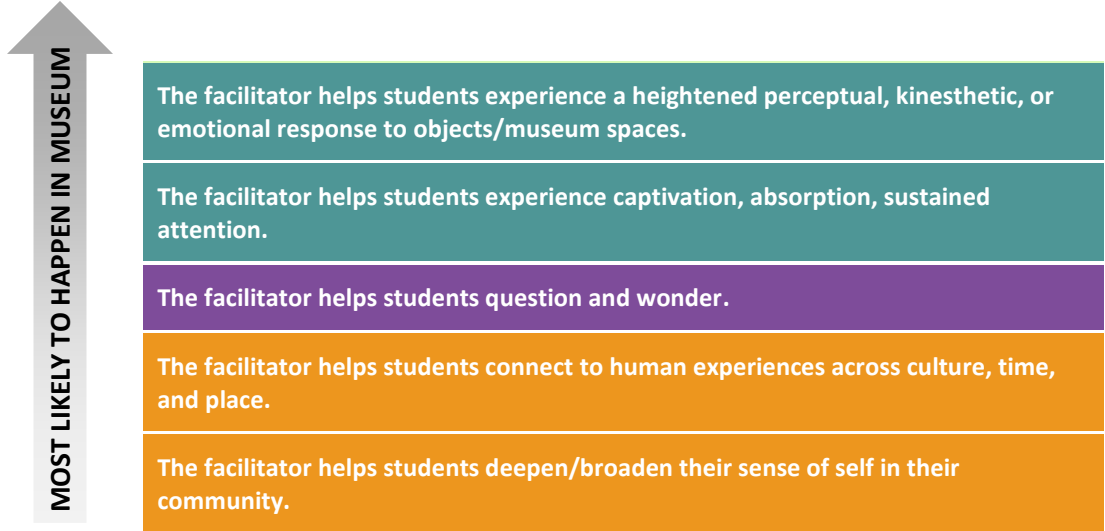 MOST LIKELY TO HAPPEN IN MUSEUM
The facilitator helps students experience a heightened perceptual, kinesthetic, or
emotional response to objects/museum spaces.
The facilitator helps students experience captivation, absorption, sustained
attention.
The facilitator helps students question and wonder.
The facilitator helps students connect to human experiences across culture, time,
and place.
The facilitator helps students deepen/broaden their sense of self in their
community.